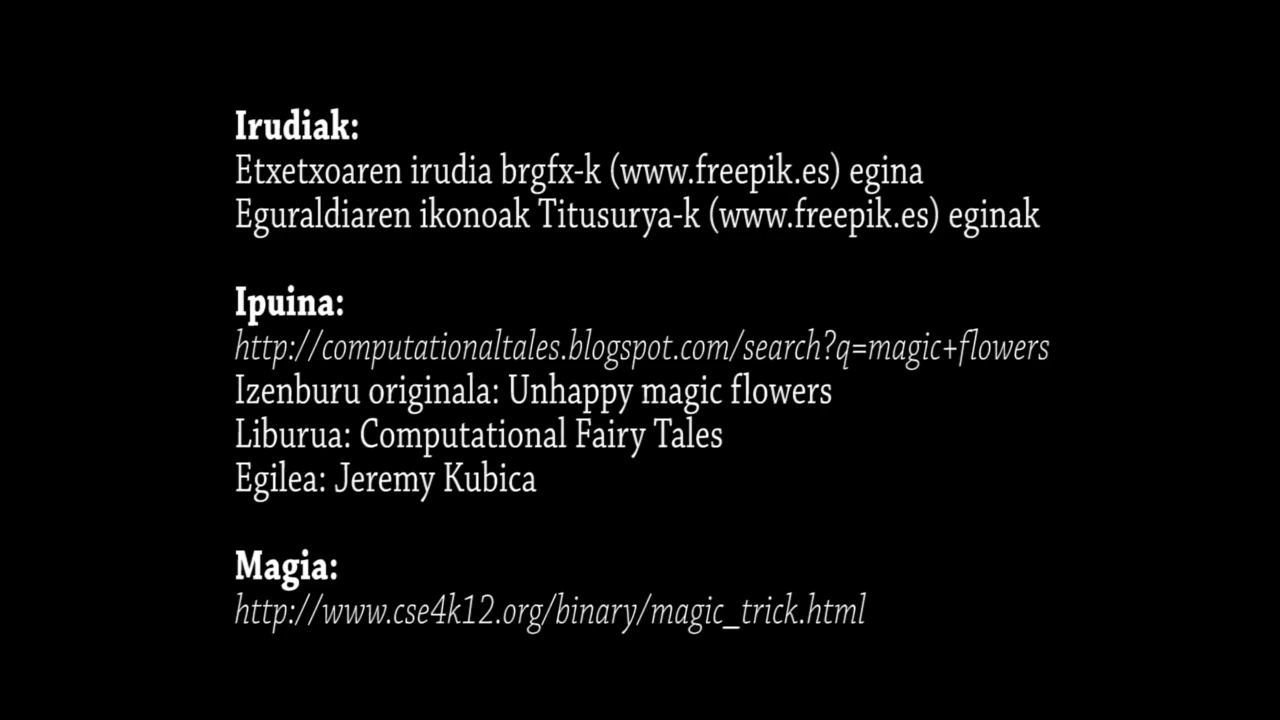 Irudiak:
Etxetxoaren irudia brgfx-k (www.freepik.es) egina
Eguraldiaren ikonoak Titusurya-k (www.freepik.es) eginak
Ipuina:
http://computationaltales.blogspot.com/search?q=magic+flowers
Izenburu originala: Unhappy magic flowers
Liburua: Computational Fairy Tales
Egilea: Jeremy Kubica
Magia:
http://www.cse4k12.org/binary/magic_trick.html